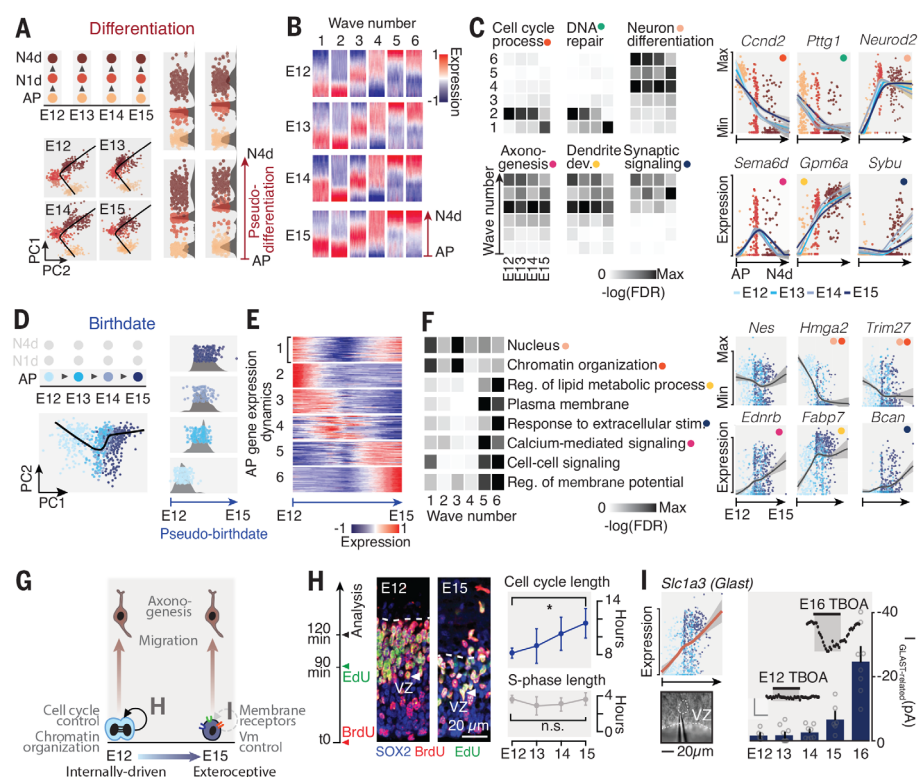 A
Differentiation
N4d
N1d
AP
E12 E13 E14 E15
E12 E13
E14 E15
PC1
PC2
N4d
Pseudo-
differentiation
AP
B
Wave number
1 2 3 4 5 6
E12
E13
E14
E15
1
-1
Expression
N4d
AP
C
Cell cycle
process
DNA
repair
Neuron
differentiation
6
5
4
3
2
1
Axono-
genesis
Dendrite
dev.
Synaptic
signaling
Wave number
E12
E13
E14
E15
0 Max
-log(FDR)
Ccnd2 Pttg1 Neurod2
Max
Min
Sema6d Gpm6a Sybu
Expression
AP N4d
E12 E13 E14 E15
D
Birthdate
N4d
N1d
AP
E12 E13 E14 E15
PC2
PC1
E12 E15
Pseudo-birthdate
E
AP gene expression
dynamics
1
2
3
4
5
6
E12 E15
-1 1
Expression
F
Nucleus
Chromatin organization
Reg. of lipid metabolic process
Plasma membrane
Response to extracellular stim.
Calcium-mediated signaling
Cell-cell signaling
Reg. of membrane potential
1 2 3 4 5 6
Wave number
0 Max
-log(FDR)
Nes Hmga2 Trim27
Max
Min
Ednrb Fabp7 Bcan
Expression
E12 E15
G
Axono-
genesis
Migration
H
I
Cell cycle
control
Chromatin
organization
Membrane
receptors
Vm
control
E12 E15
Internally-driven Exteroceptive
H
Analysis
120
min
90
min
EdU
BrdU
t0
E12 E15
VZ VZ
20 µm
SOX2 BrdU EdU
Cell cycle length
*
14
8
Hours
S-phase length
n.s.
4
0
Hours
E12 13 14 15
I
Slc1a3 (Glast)
Expression
VZ
20µm
E16 TBOA
E12 TBOA
-40
-20
0
I GLAST-related (pA)
E12 13 14 15 16